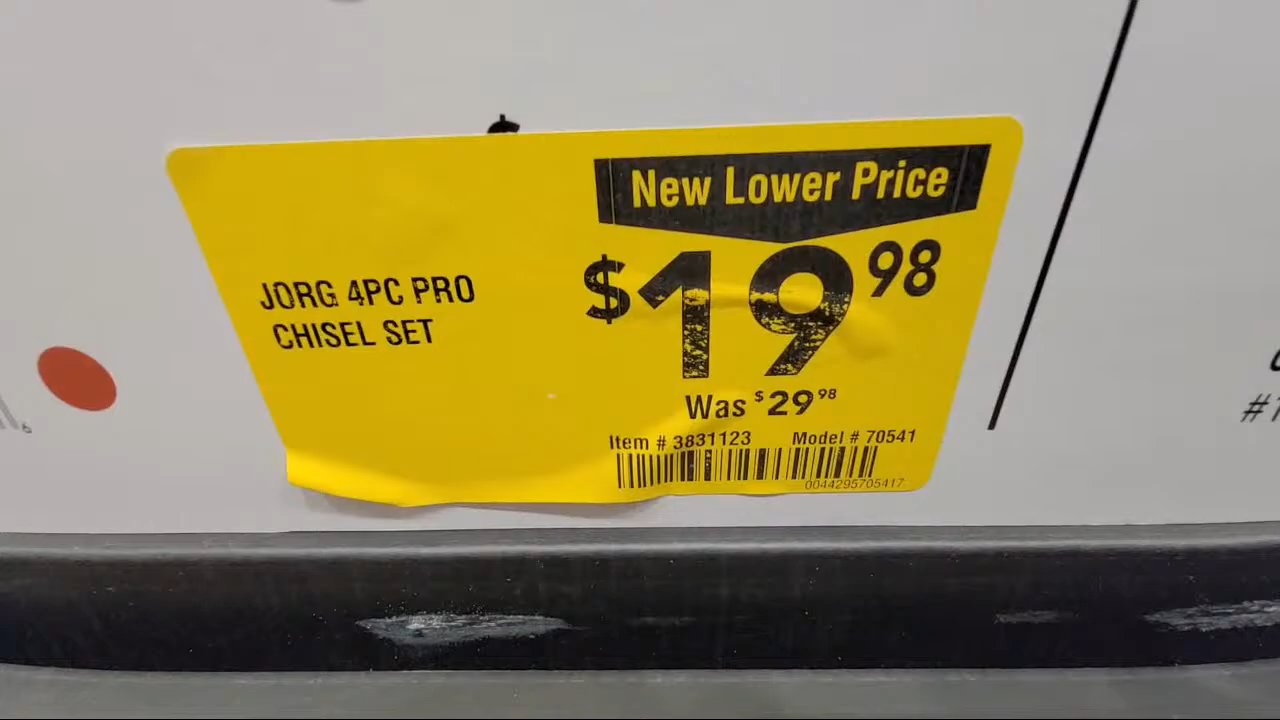 New Lower Price
$19 98
JORG 4PC PRO
CHISEL SET
Was $29 98
Item # 3831123 Model # 70541
0044295705417